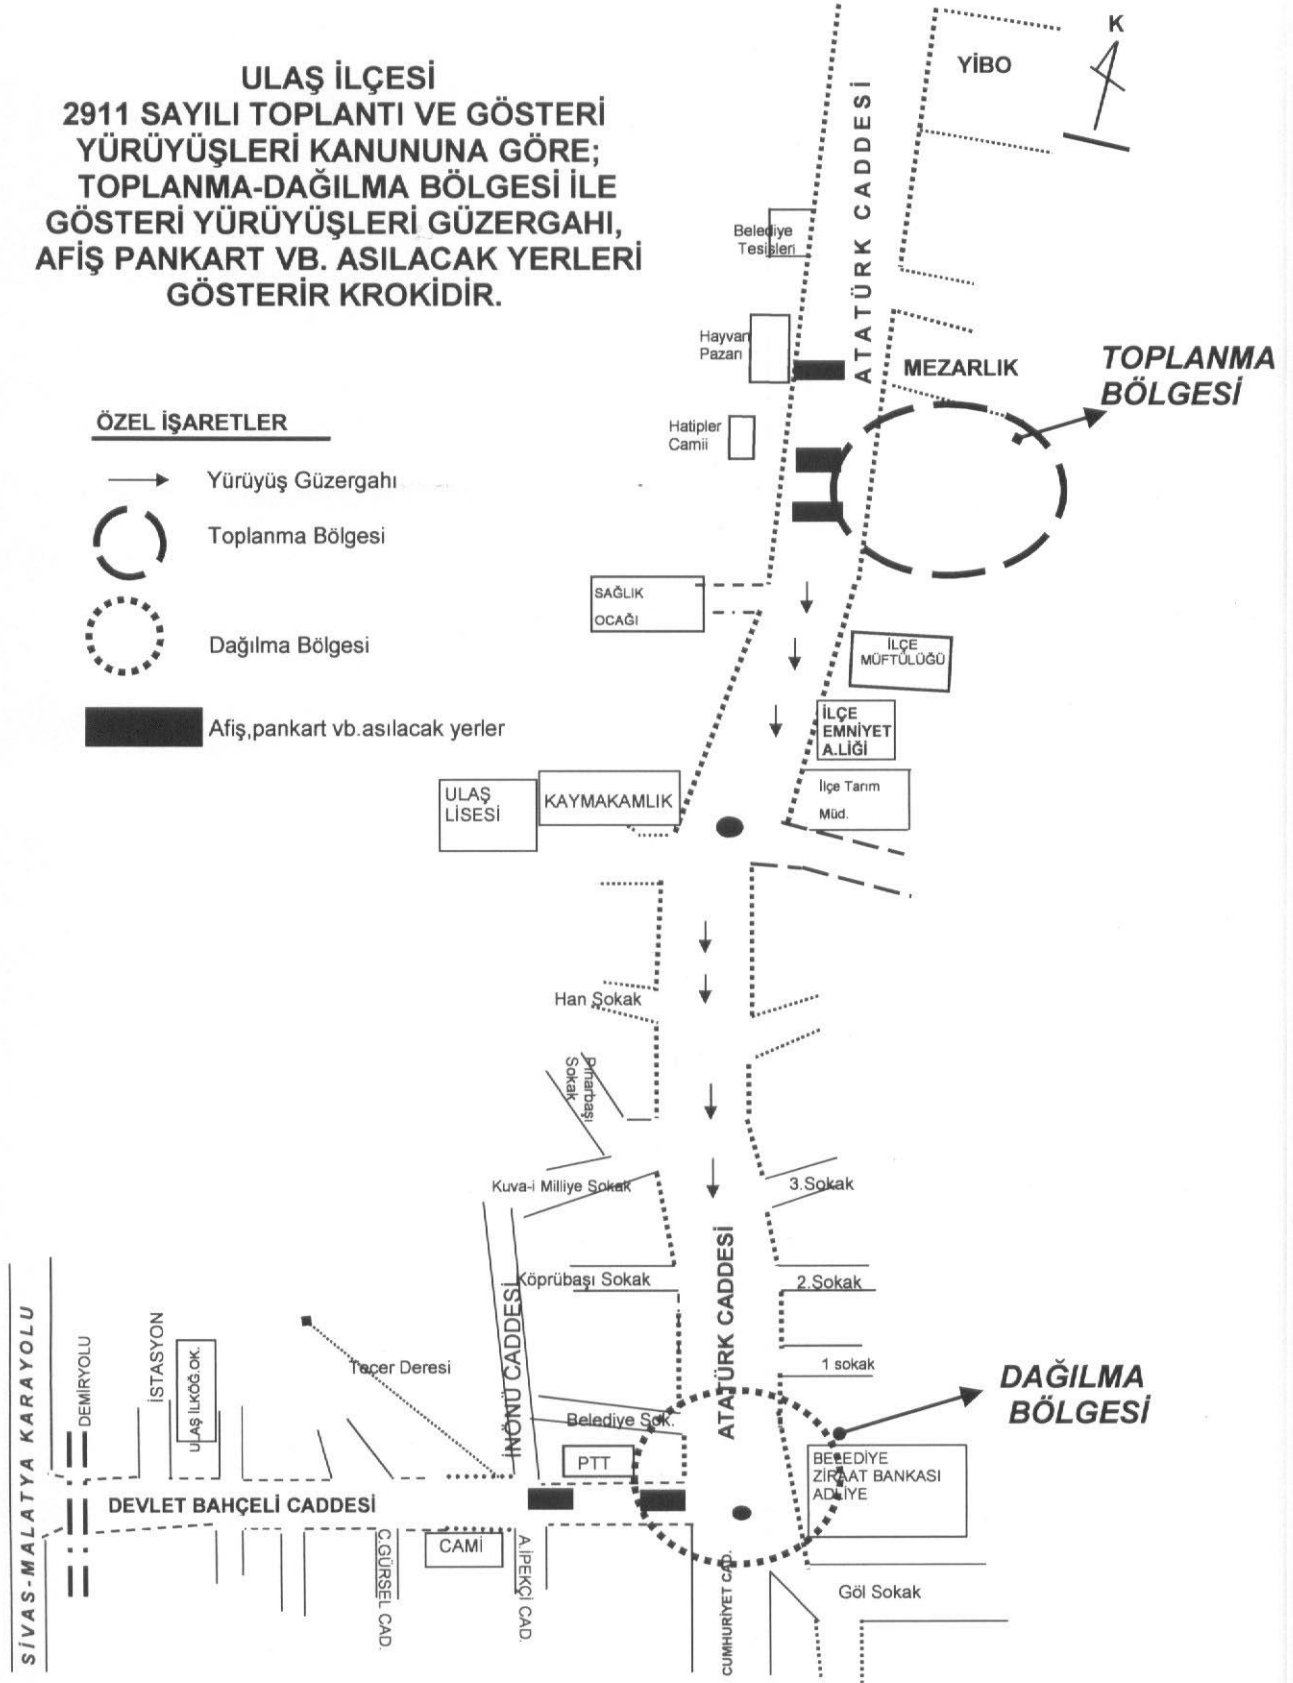 ULAŞ İLÇESİ
2911 SAYILI TOPLANTI VE GÖSTERİ
YÜRÜYÜŞLERİ KANUNUNA GÖRE;
TOPLANMA-DAĞILMA BÖLGESİ İLE
GÖSTERİ YÜRÜYÜŞLERİ GÜZERGAHI,
AFİŞ PANKART VB. ASILACAK YERLERİ
GÖSTERİR KROKİDİR.
K
YİBO
ATATÜRK CADDESİ
Belediye
Tesisleri
Hayvan
Pazarı
MEZARLIK
TOPLANMA
BÖLGESİ
Hatipler
Camii
ÖZEL İŞARETLER
Yürüyüş Güzergahı
Toplanma Bölgesi
Dağılma Bölgesi
Afiş,pankart vb.asılacak yerler
SAĞLIK
OCAĞI
İLÇE
MÜFTÜLÜĞÜ
İLÇE
EMNİYET
A.LİĞİ
İlçe Tarım
Müd.
ULAŞ
LİSESİ
KAYMAKAMLIK
Han Sokak
Pınarbaşı
Sokak
Kuva-i Milliye Sokak
3.Sokak
ATATÜRK CADDESİ
Köprübaşı Sokak
2.Sokak
İNÖNÜ CADDESİ
1 sokak
Tecer Deresi
SİVAS-MALATYA KARAYOLU
DEMİRYOLU
İSTASYON
ULAŞ İLKÖĞ.OK.
DAĞILMA
BÖLGESİ
Belediye Sok.
PTT
BELEDİYE
ZİRAAT BANKASI
ADLİYE
DEVLET BAHÇELİ CADDESİ
C.GÜRSEL CAD.
CAMİ
A.İPEKÇİ CAD.
CUMHURİYET CAD.
Göl Sokak